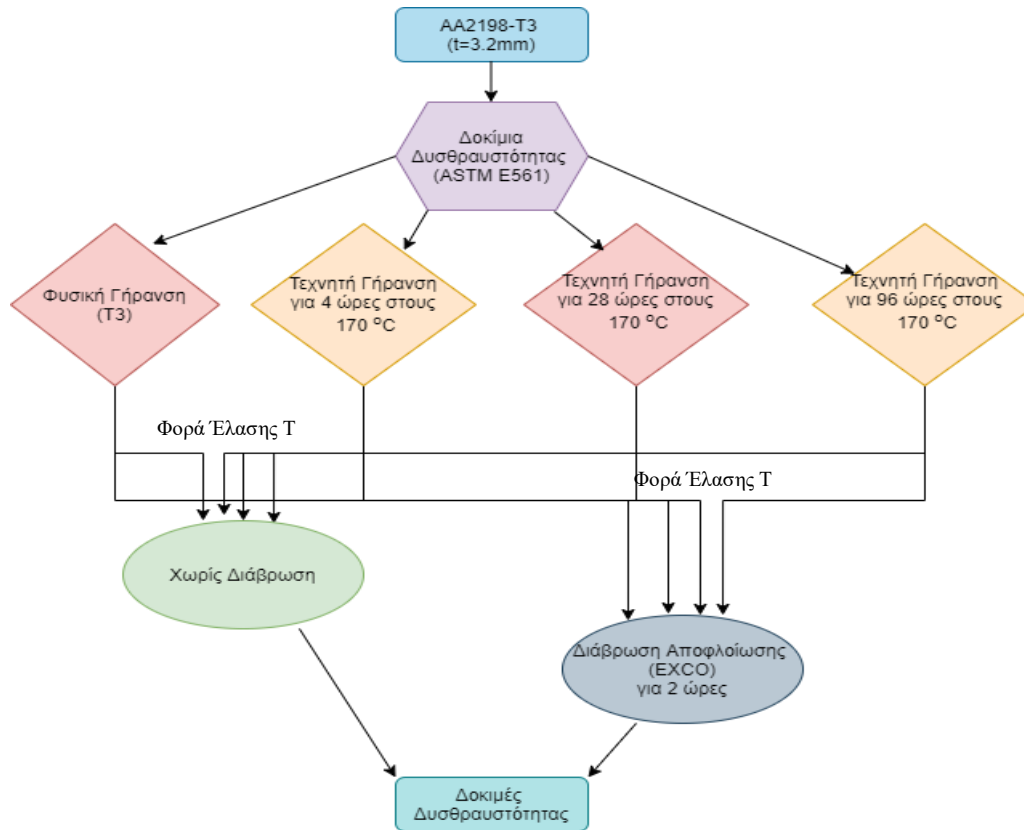 AA2198-T3
(t=3.2mm)
Δοκίμια
Δυσθραυστότητας
(ASTM E561)
Φυσική Γήρανση
(T3)
Τεχνητή Γήρανση
για 4 ώρες στους
170 °C
Τεχνητή Γήρανση
για 28 ώρες στους
170 °C
Τεχνητή Γήρανση
για 96 ώρες στους
170 °C
Φορά Έλασης Τ
Φορά Έλασης Τ
Χωρίς Διάβρωση
Διάβρωση Αποφλοίωσης
(EXCO)
για 2 ώρες
Δοκιμές
Δυσθραυστότητας